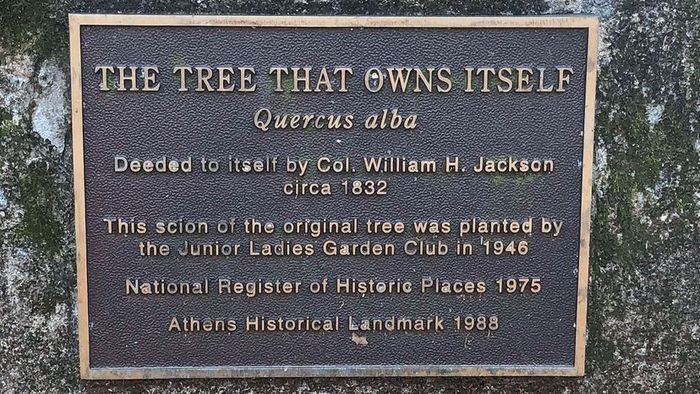 THE TREE THAT OWNS ITSELF
Quercus alba
Deeded to itself by Col. William H. Jackson
circa 1832
This scion of the original tree was planted by
the Junior Ladies Garden Club in 1946
National Register of Historic Places 1975
Athens Historical Landmark 1988